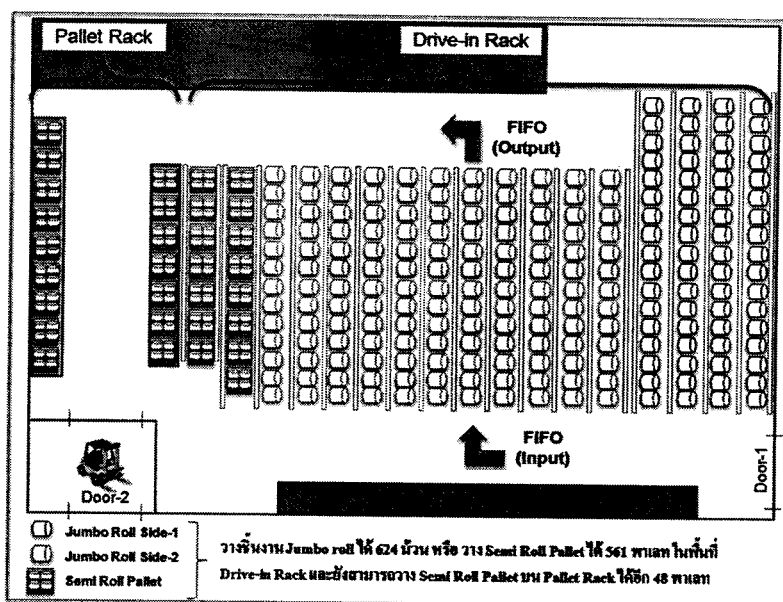 Pallet Rack
Drive-in Rack
FIFO
(Output)
FIFO
(Input)
Door-1
Door-2
Jumbo Roll Side-1
Jumbo Roll Side-2
Semi Roll Pallet
วางชิ้นงาน Jumbo roll ได้ 624 ม้วน หรือ วาง Semi Roll Pallet ได้ 561 พาเลท ในพื้นที่
Drive-in Rack และยังสามารถวาง Semi Roll Pallet บน Pallet Rack ได้อีก 48 พาเลท